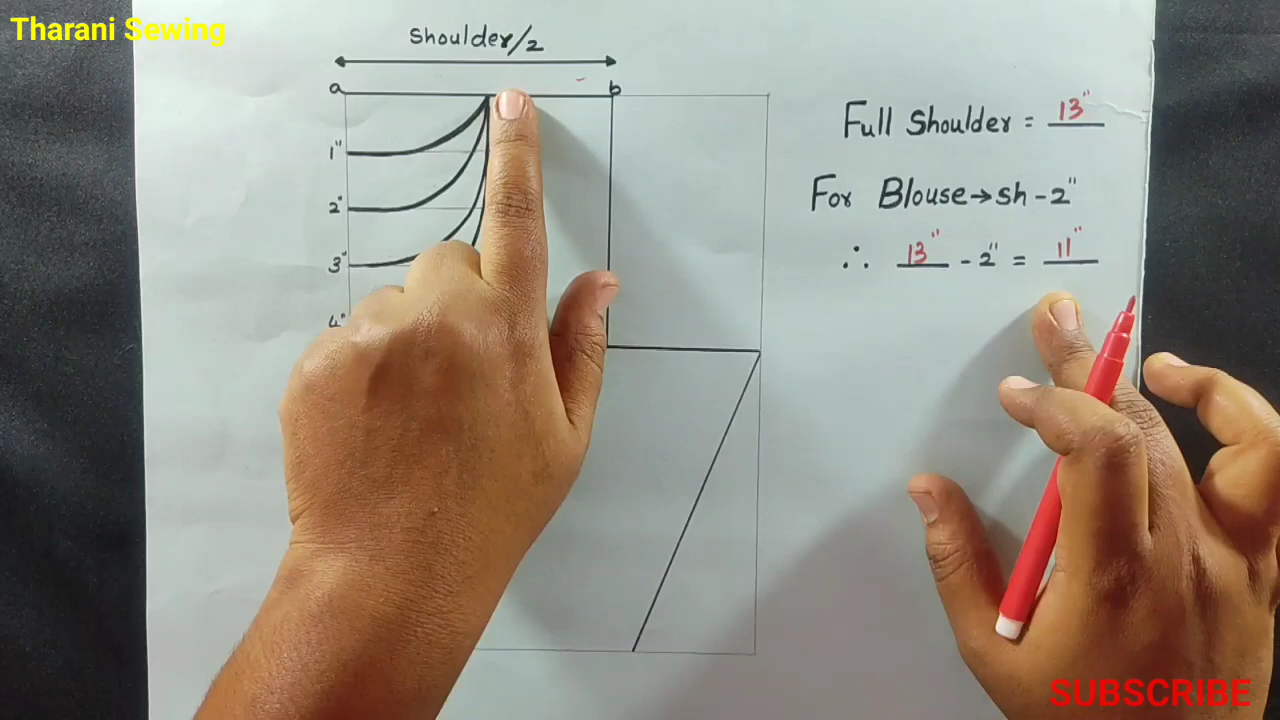 Tharani Sewing
Shoulder/2
a
b
1"
2"
3"
4"
Full Shoulder = 13"
For Blouse → sh - 2"
∴ 13" - 2" = 11"
SUBSCRIBE